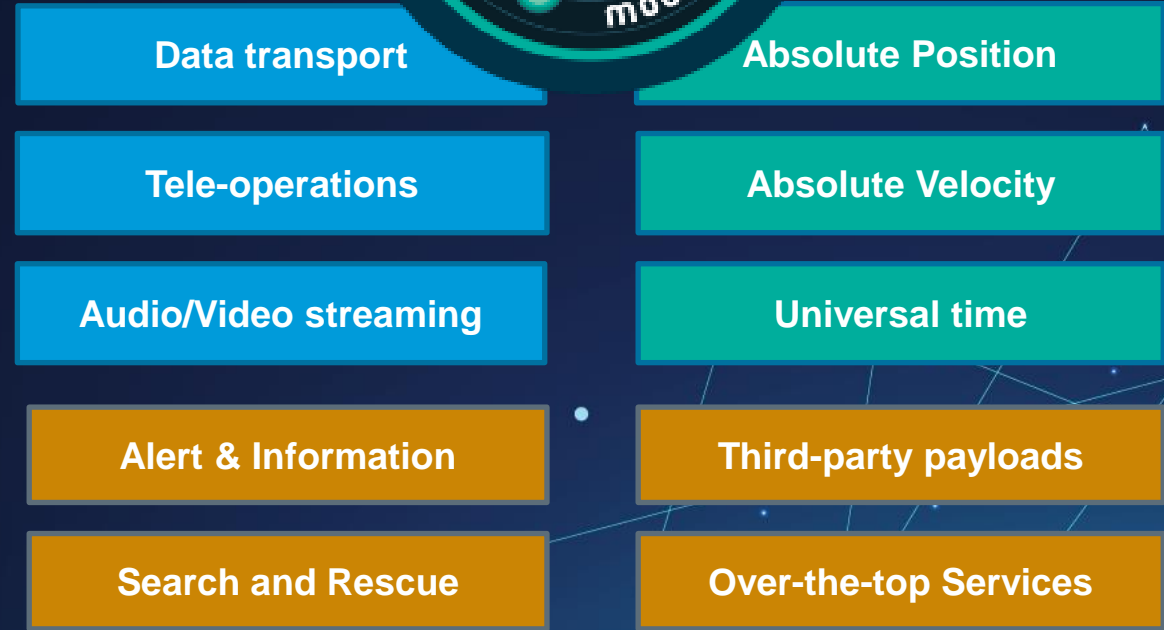 Data transport
Absolute Position
Tele-operations
Absolute Velocity
Audio/Video streaming
Universal time
Alert & Information
Third-party payloads
Search and Rescue
Over-the-top Services